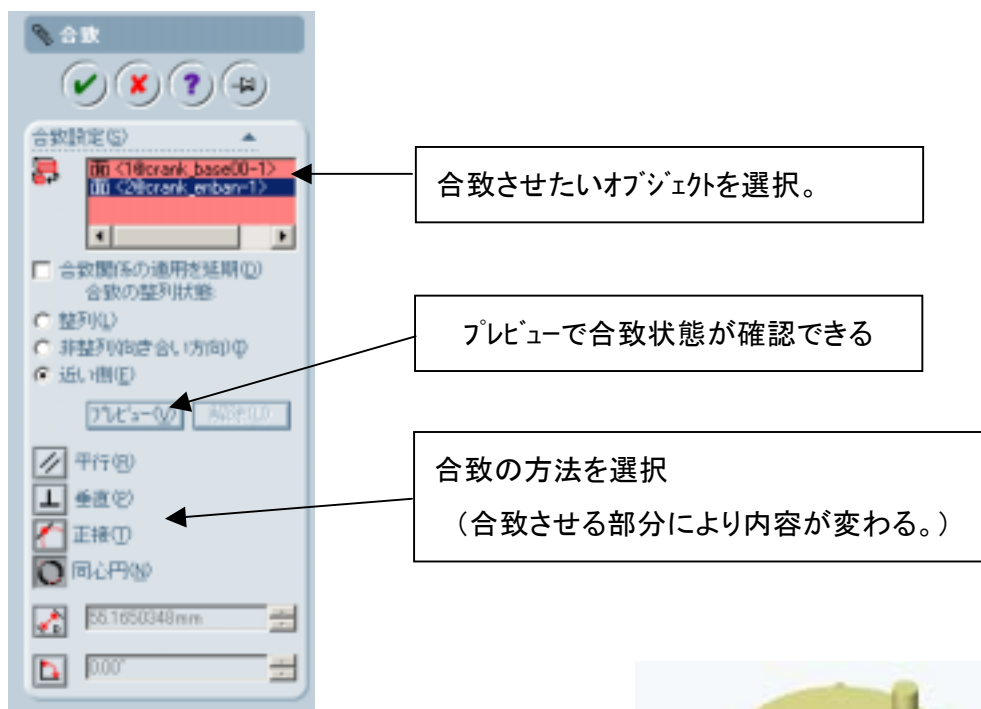 合致
合致設定(S)
面 <1@crank_base00-1>
面 <2@crank_enban-1>
合致させたいｵﾌﾞｼﾞｪｸﾄを選択。
合致関係の適用を延期(D)
合致の整列状態:
整列(L)
非整列(向き合い方向)(I)
近い側(E)
ﾌﾟﾚﾋﾞｭｰで合致状態が確認できる
ﾌﾟﾚﾋﾞｭｰ(V)
解除(U)
合致の方法を選択
（合致させる部分により内容が変わる。）
平行(R)
垂直(P)
正接(T)
同心円(N)
55.1650348mm
0.00°